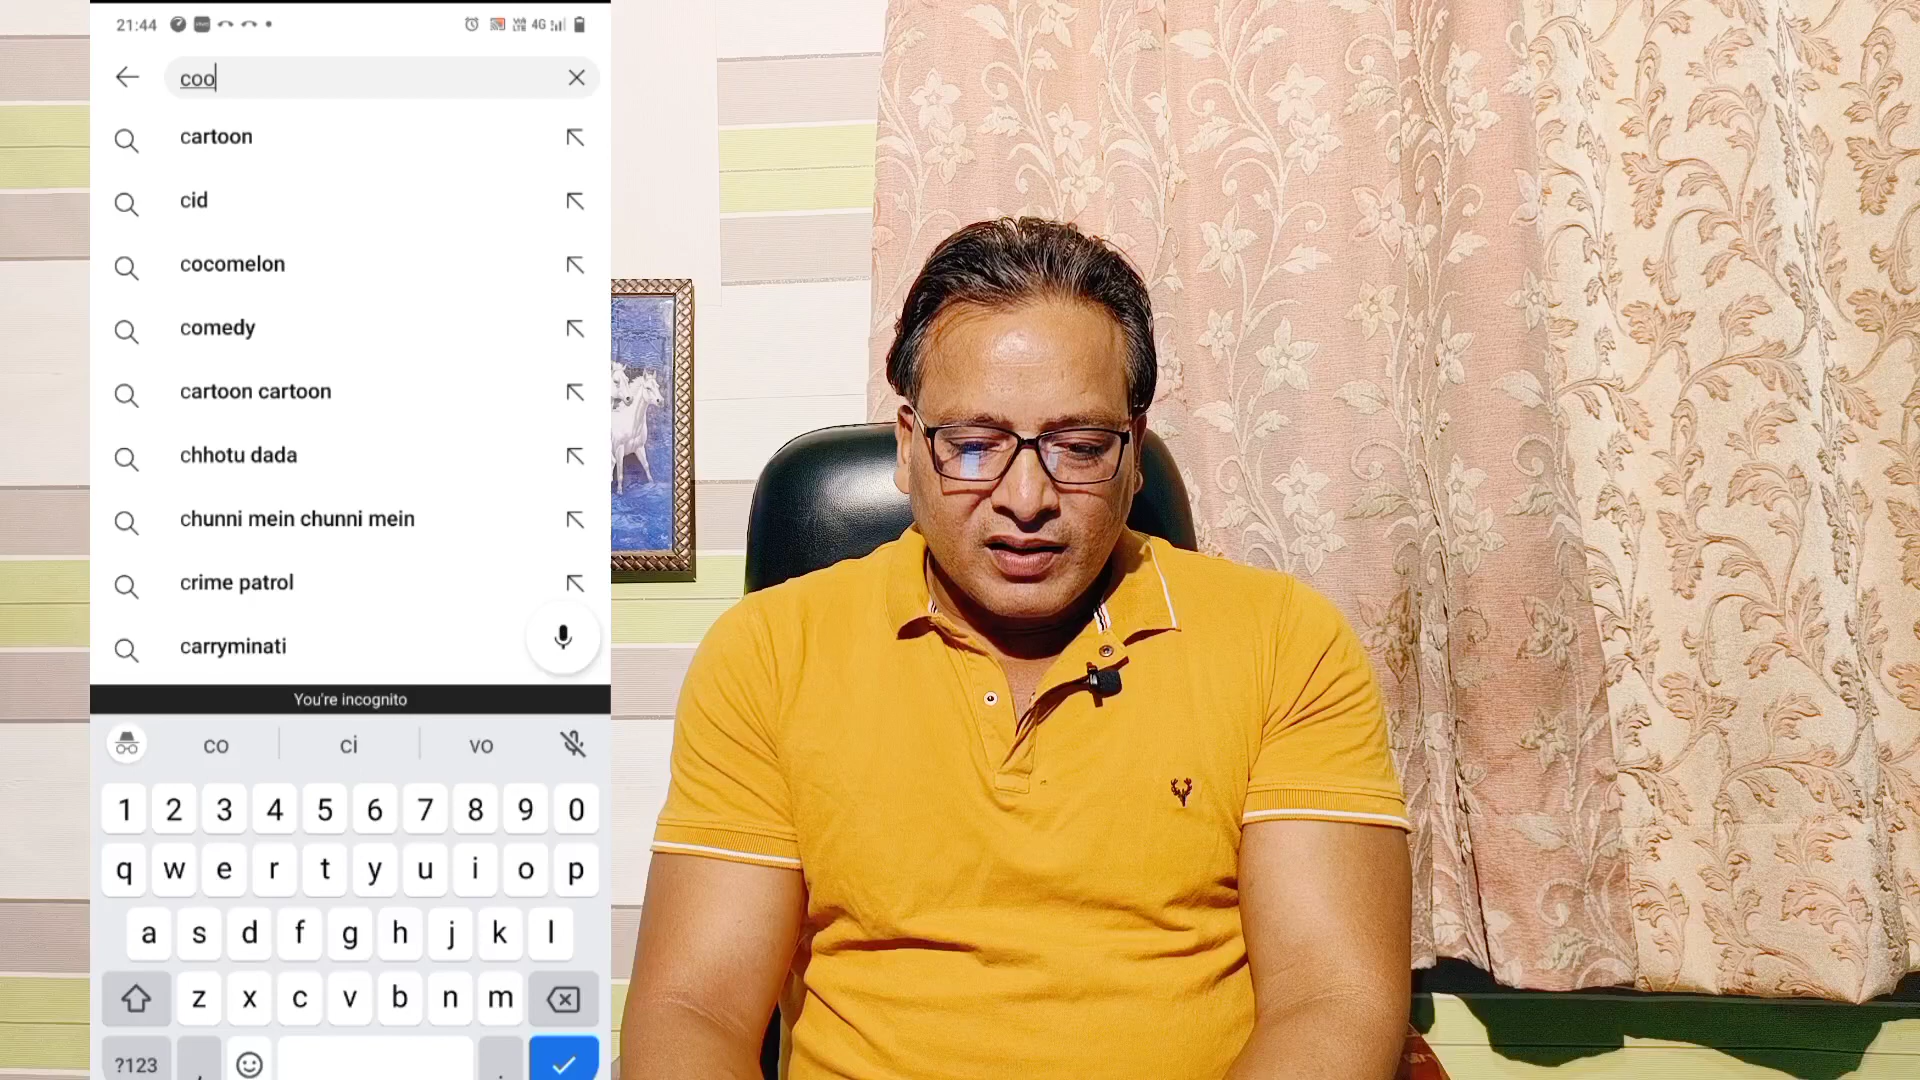 21:44 4G
coo
cartoon
cid
cocomelon
comedy
cartoon cartoon
chhotu dada
chunni mein chunni mein
crime patrol
carryminati
You're incognito
co ci vo
1 2 3 4 5 6 7 8 9 0
q w e r t y u i o p
a s d f g h j k l
z x c v b n m
?123 , .